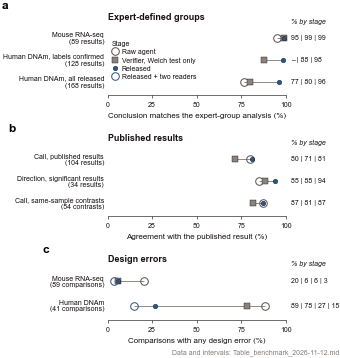 a
Expert-defined groups
% by stage
Mouse RNA-seq
(59 results)
95 | 99 | 99
Human DNAm, labels confirmed
(125 results)
– | 88 | 98
Human DNAm, all released
(165 results)
77 | 80 | 96
Stage
Raw agent
Verifier, Welch test only
Released
Released + two readers
0 25 50 75 100
Conclusion matches the expert-group analysis (%)
b
Published results
% by stage
Call, published results
(104 results)
80 | 71 | 81
Direction, significant results
(34 results)
85 | 88 | 94
Call, same-sample contrasts
(54 contrasts)
87 | 81 | 87
0 25 50 75 100
Agreement with the published result (%)
c
Design errors
% by stage
Mouse RNA-seq
(59 comparisons)
20 | 6 | 6 | 3
Human DNAm
(41 comparisons)
89 | 78 | 27 | 15
0 25 50 75 100
Comparisons with any design error (%)
Data and intervals: Table_benchmark_2026-11-12.md